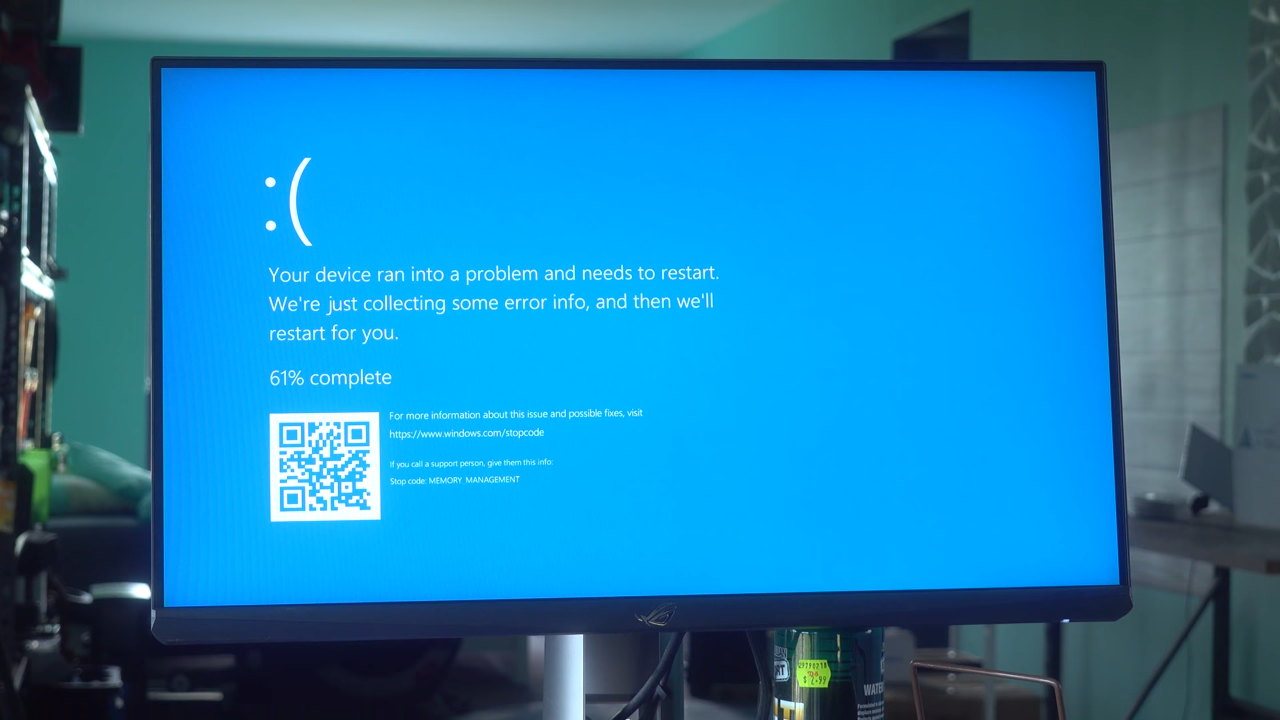 :(
Your device ran into a problem and needs to restart.
We're just collecting some error info, and then we'll
restart for you.
61% complete
For more information about this issue and possible fixes, visit
https://www.windows.com/stopcode
If you call a support person, give them this info:
Stop code: MEMORY_MANAGEMENT
WATE